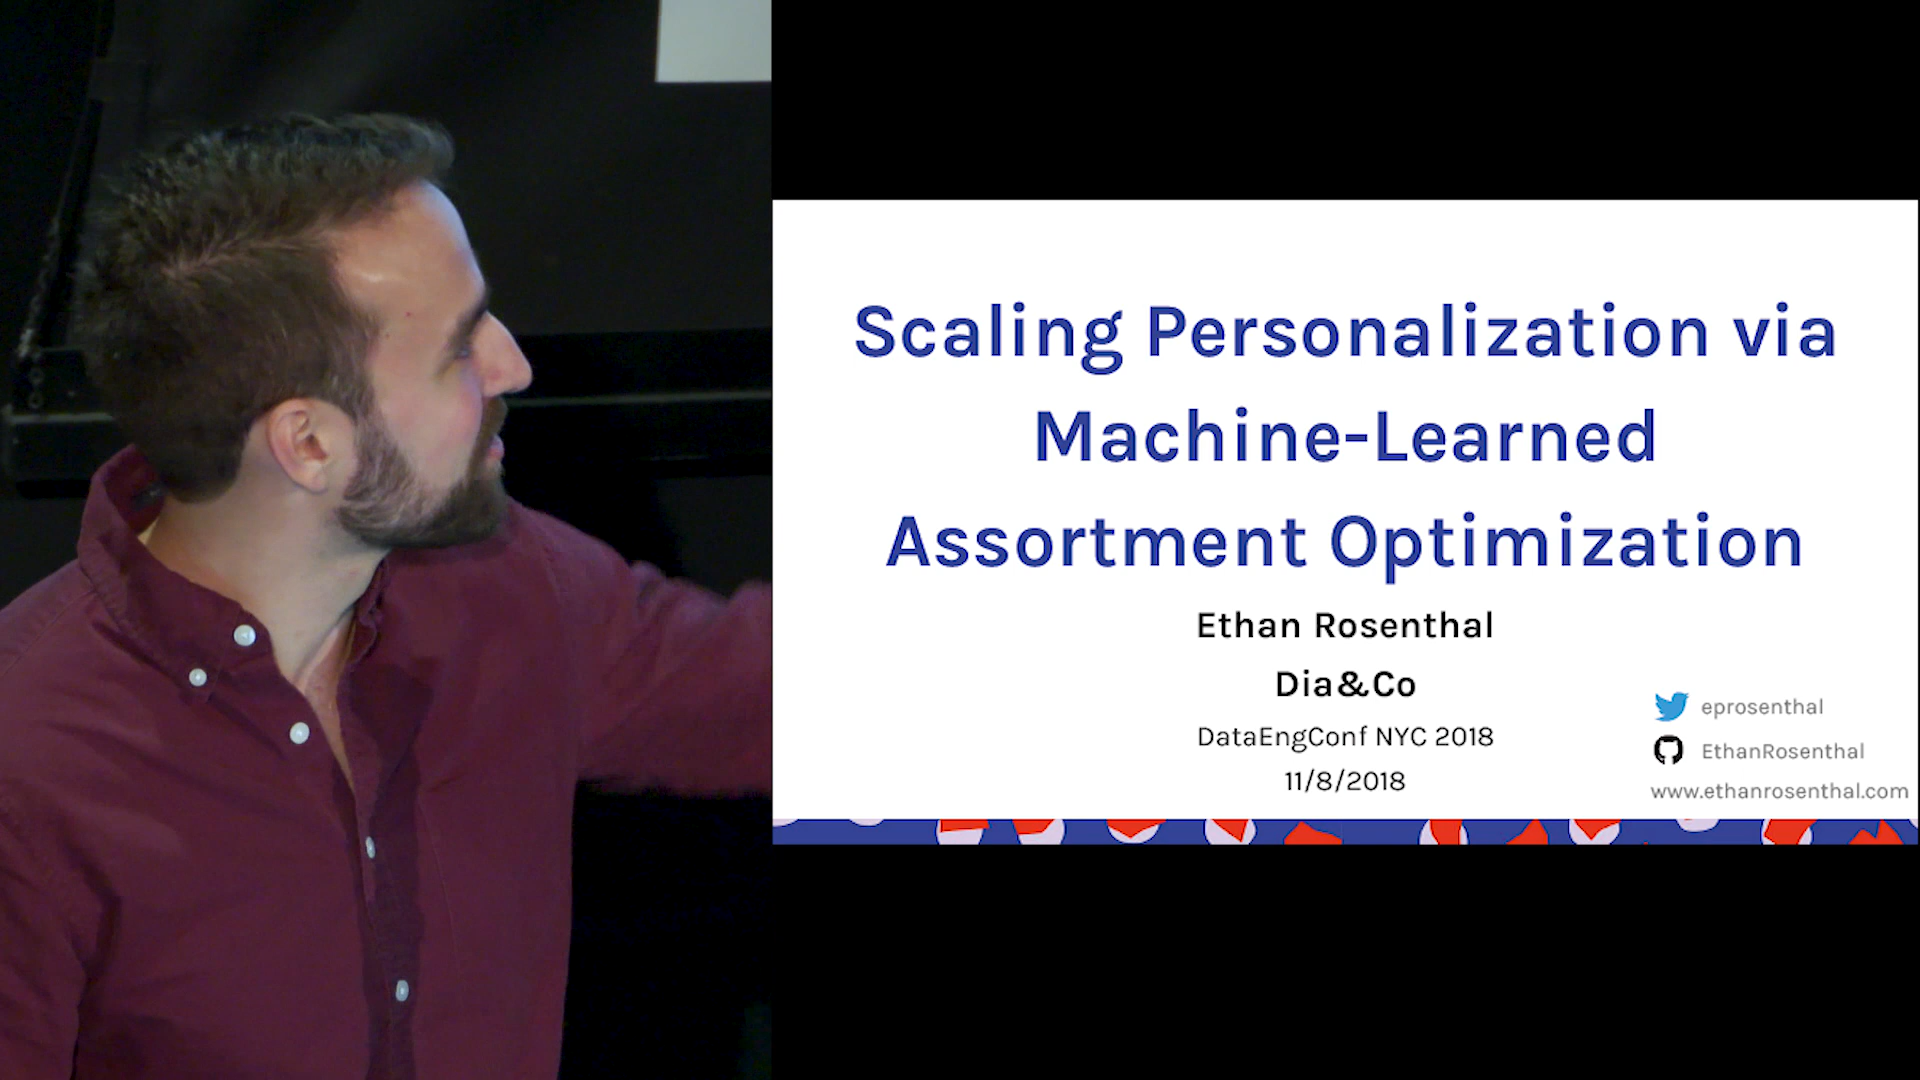 Scaling Personalization via
Machine-Learned
Assortment Optimization
Ethan Rosenthal
Dia&Co
DataEngConf NYC 2018
11/8/2018
eprosenthal
EthanRosenthal
www.ethanrosenthal.com